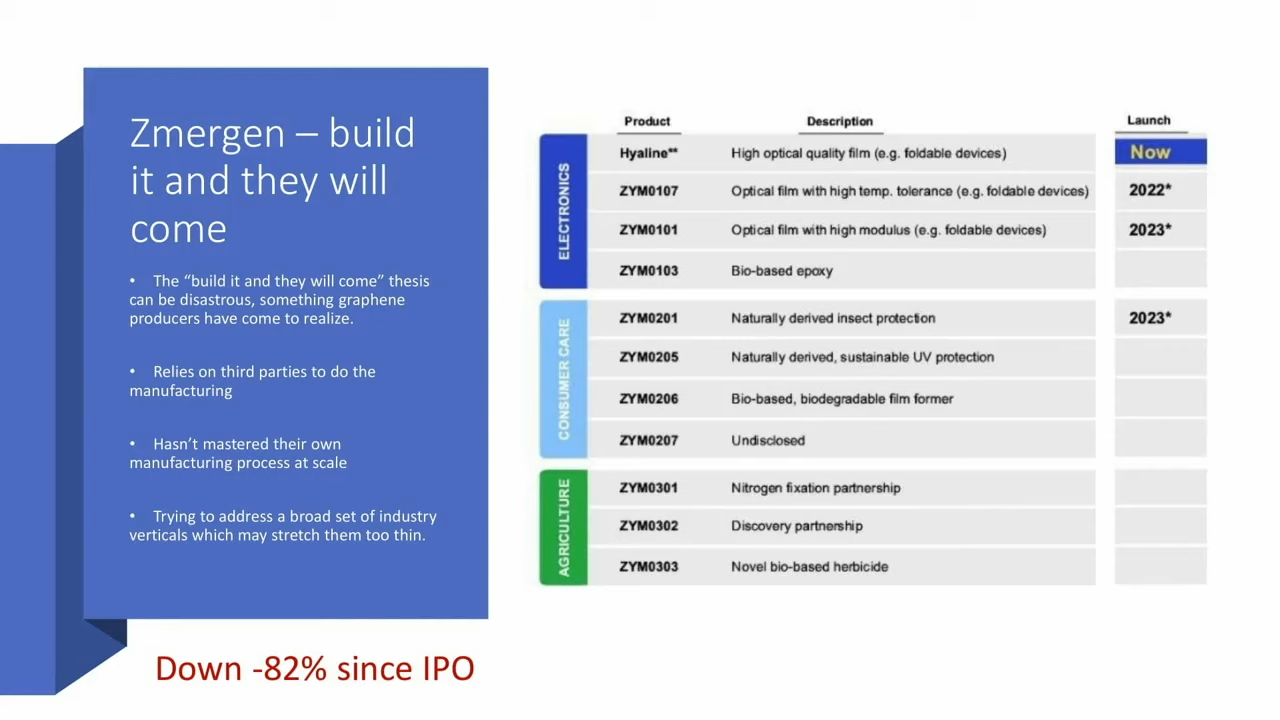 Zmergen – build
it and they will
come
• The “build it and they will come” thesis
can be disastrous, something graphene
producers have come to realize.
• Relies on third parties to do the
manufacturing
• Hasn’t mastered their own
manufacturing process at scale
• Trying to address a broad set of industry
verticals which may stretch them too thin.
Down -82% since IPO
Product Description Launch
ELECTRONICS
Hyaline** High optical quality film (e.g. foldable devices) Now
ZYM0107 Optical film with high temp. tolerance (e.g. foldable devices) 2022*
ZYM0101 Optical film with high modulus (e.g. foldable devices) 2023*
ZYM0103 Bio-based epoxy
CONSUMER CARE
ZYM0201 Naturally derived insect protection 2023*
ZYM0205 Naturally derived, sustainable UV protection
ZYM0206 Bio-based, biodegradable film former
ZYM0207 Undisclosed
AGRICULTURE
ZYM0301 Nitrogen fixation partnership
ZYM0302 Discovery partnership
ZYM0303 Novel bio-based herbicide